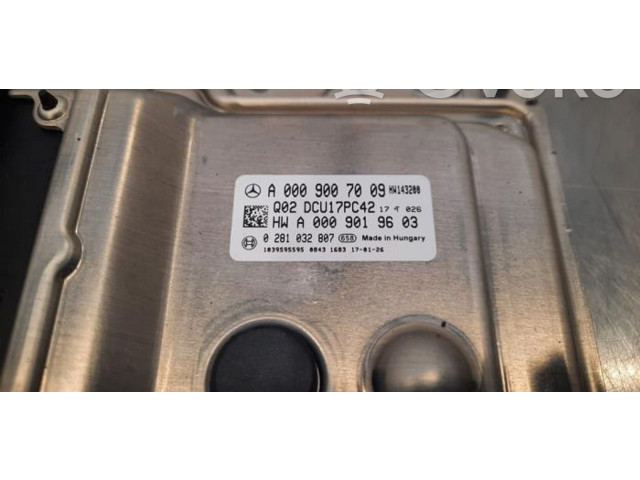 A 000 900 70 09 HW143200
Q02 DCU17PC42 17 026
HW A 000 901 96 03
0 281 032 807 658 Made in Hungary
1039S95595 0843 1683 17-01-26